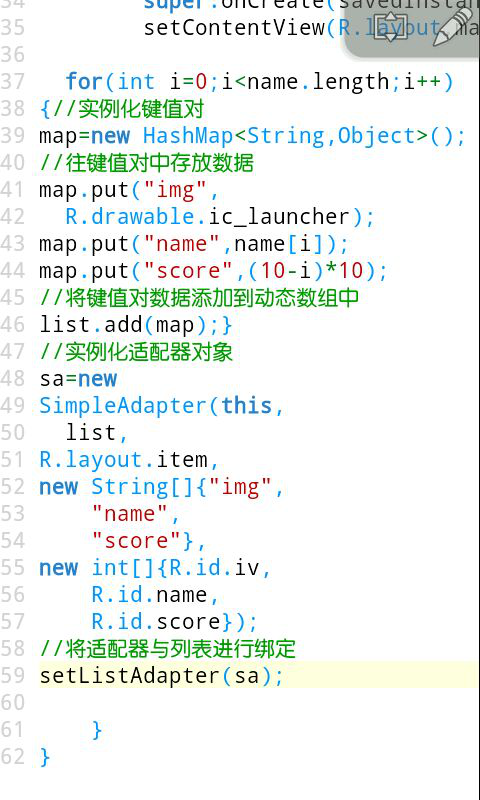 34 super.onCreate(savedInstan
35 setContentView(R.layout.ma
36
37 for(int i=0;i<name.length;i++)
38 {//实例化键值对
39 map=new HashMap<String,Object>();
40 //往键值对中存放数据
41 map.put("img",
42 R.drawable.ic_launcher);
43 map.put("name",name[i]);
44 map.put("score",(10-i)*10);
45 //将键值对数据添加到动态数组中
46 list.add(map);}
47 //实例化适配器对象
48 sa=new
49 SimpleAdapter(this,
50 list,
51 R.layout.item,
52 new String[]{"img",
53 "name",
54 "score"},
55 new int[]{R.id.iv,
56 R.id.name,
57 R.id.score});
58 //将适配器与列表进行绑定
59 setListAdapter(sa);
60
61 }
62 }